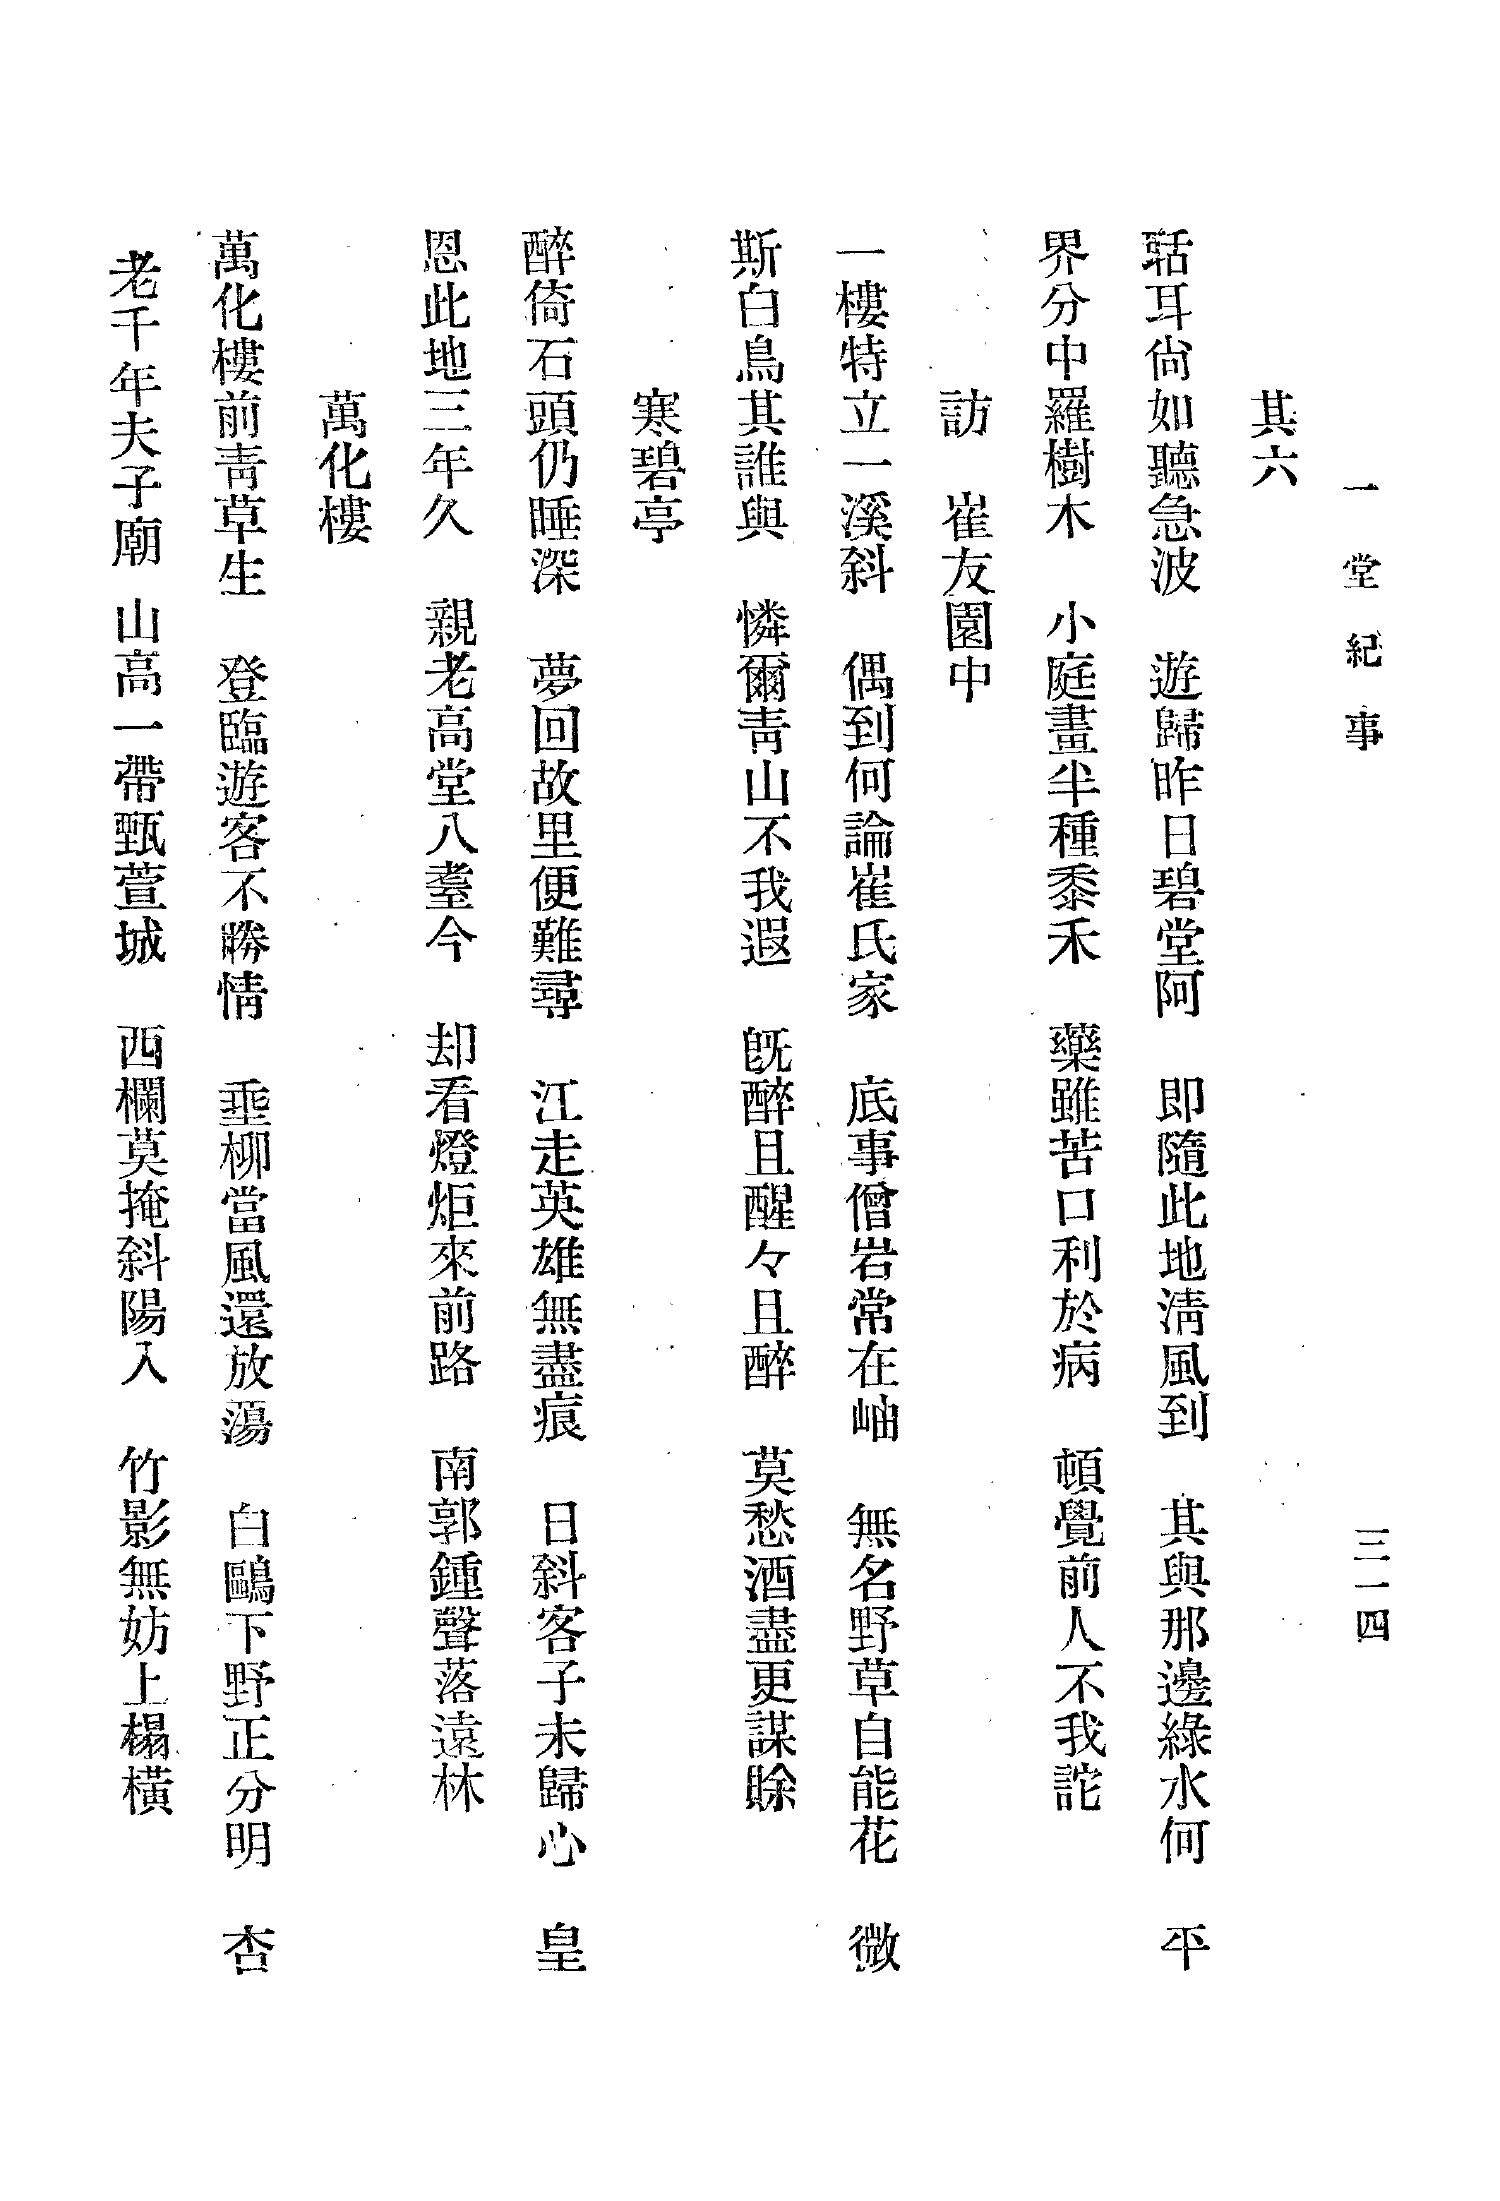 一堂紀事　三一四
其六
聒耳尙如聽急波　遊歸昨日碧堂阿　卽隨此地淸風到　其與那邊綠水何　平
界分中羅樹木　小庭畫半種黍禾　藥雖苦口利於病　頓覺前人不我詑
訪　崔友園中
一樓特立一溪斜　偶到何論崔氏家　底事僧岩常在岫　無名野草自能花　微
斯白鳥其誰與　憐爾靑山不我遐　旣醉且醒々且醉　莫愁酒盡更謀賖
寒碧亭
醉倚石頭仍睡深　夢回故里便難尋　江走英雄無盡痕　日斜客子未歸心　皇
恩此地三年久　親老高堂八耋今　却看燈炬來前路　南郭鍾聲落遠林
萬化樓
萬化樓前靑草生　登臨遊客不勝情　垂柳當風還放蕩　白鷗下野正分明　杏
老千年夫子廟　山高一帶甄萱城　西欄莫掩斜陽入　竹影無妨上榻橫